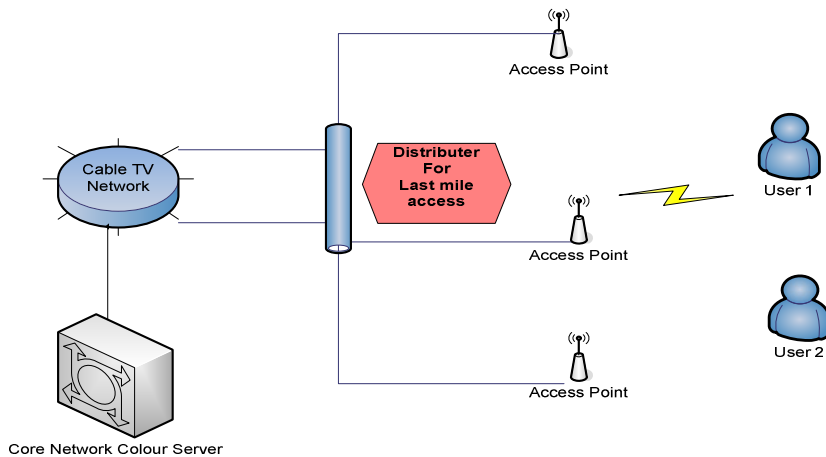 Access Point
Distributer
For
Last mile
access
Cable TV
Network
User 1
Access Point
User 2
Access Point
Core Network Colour Server